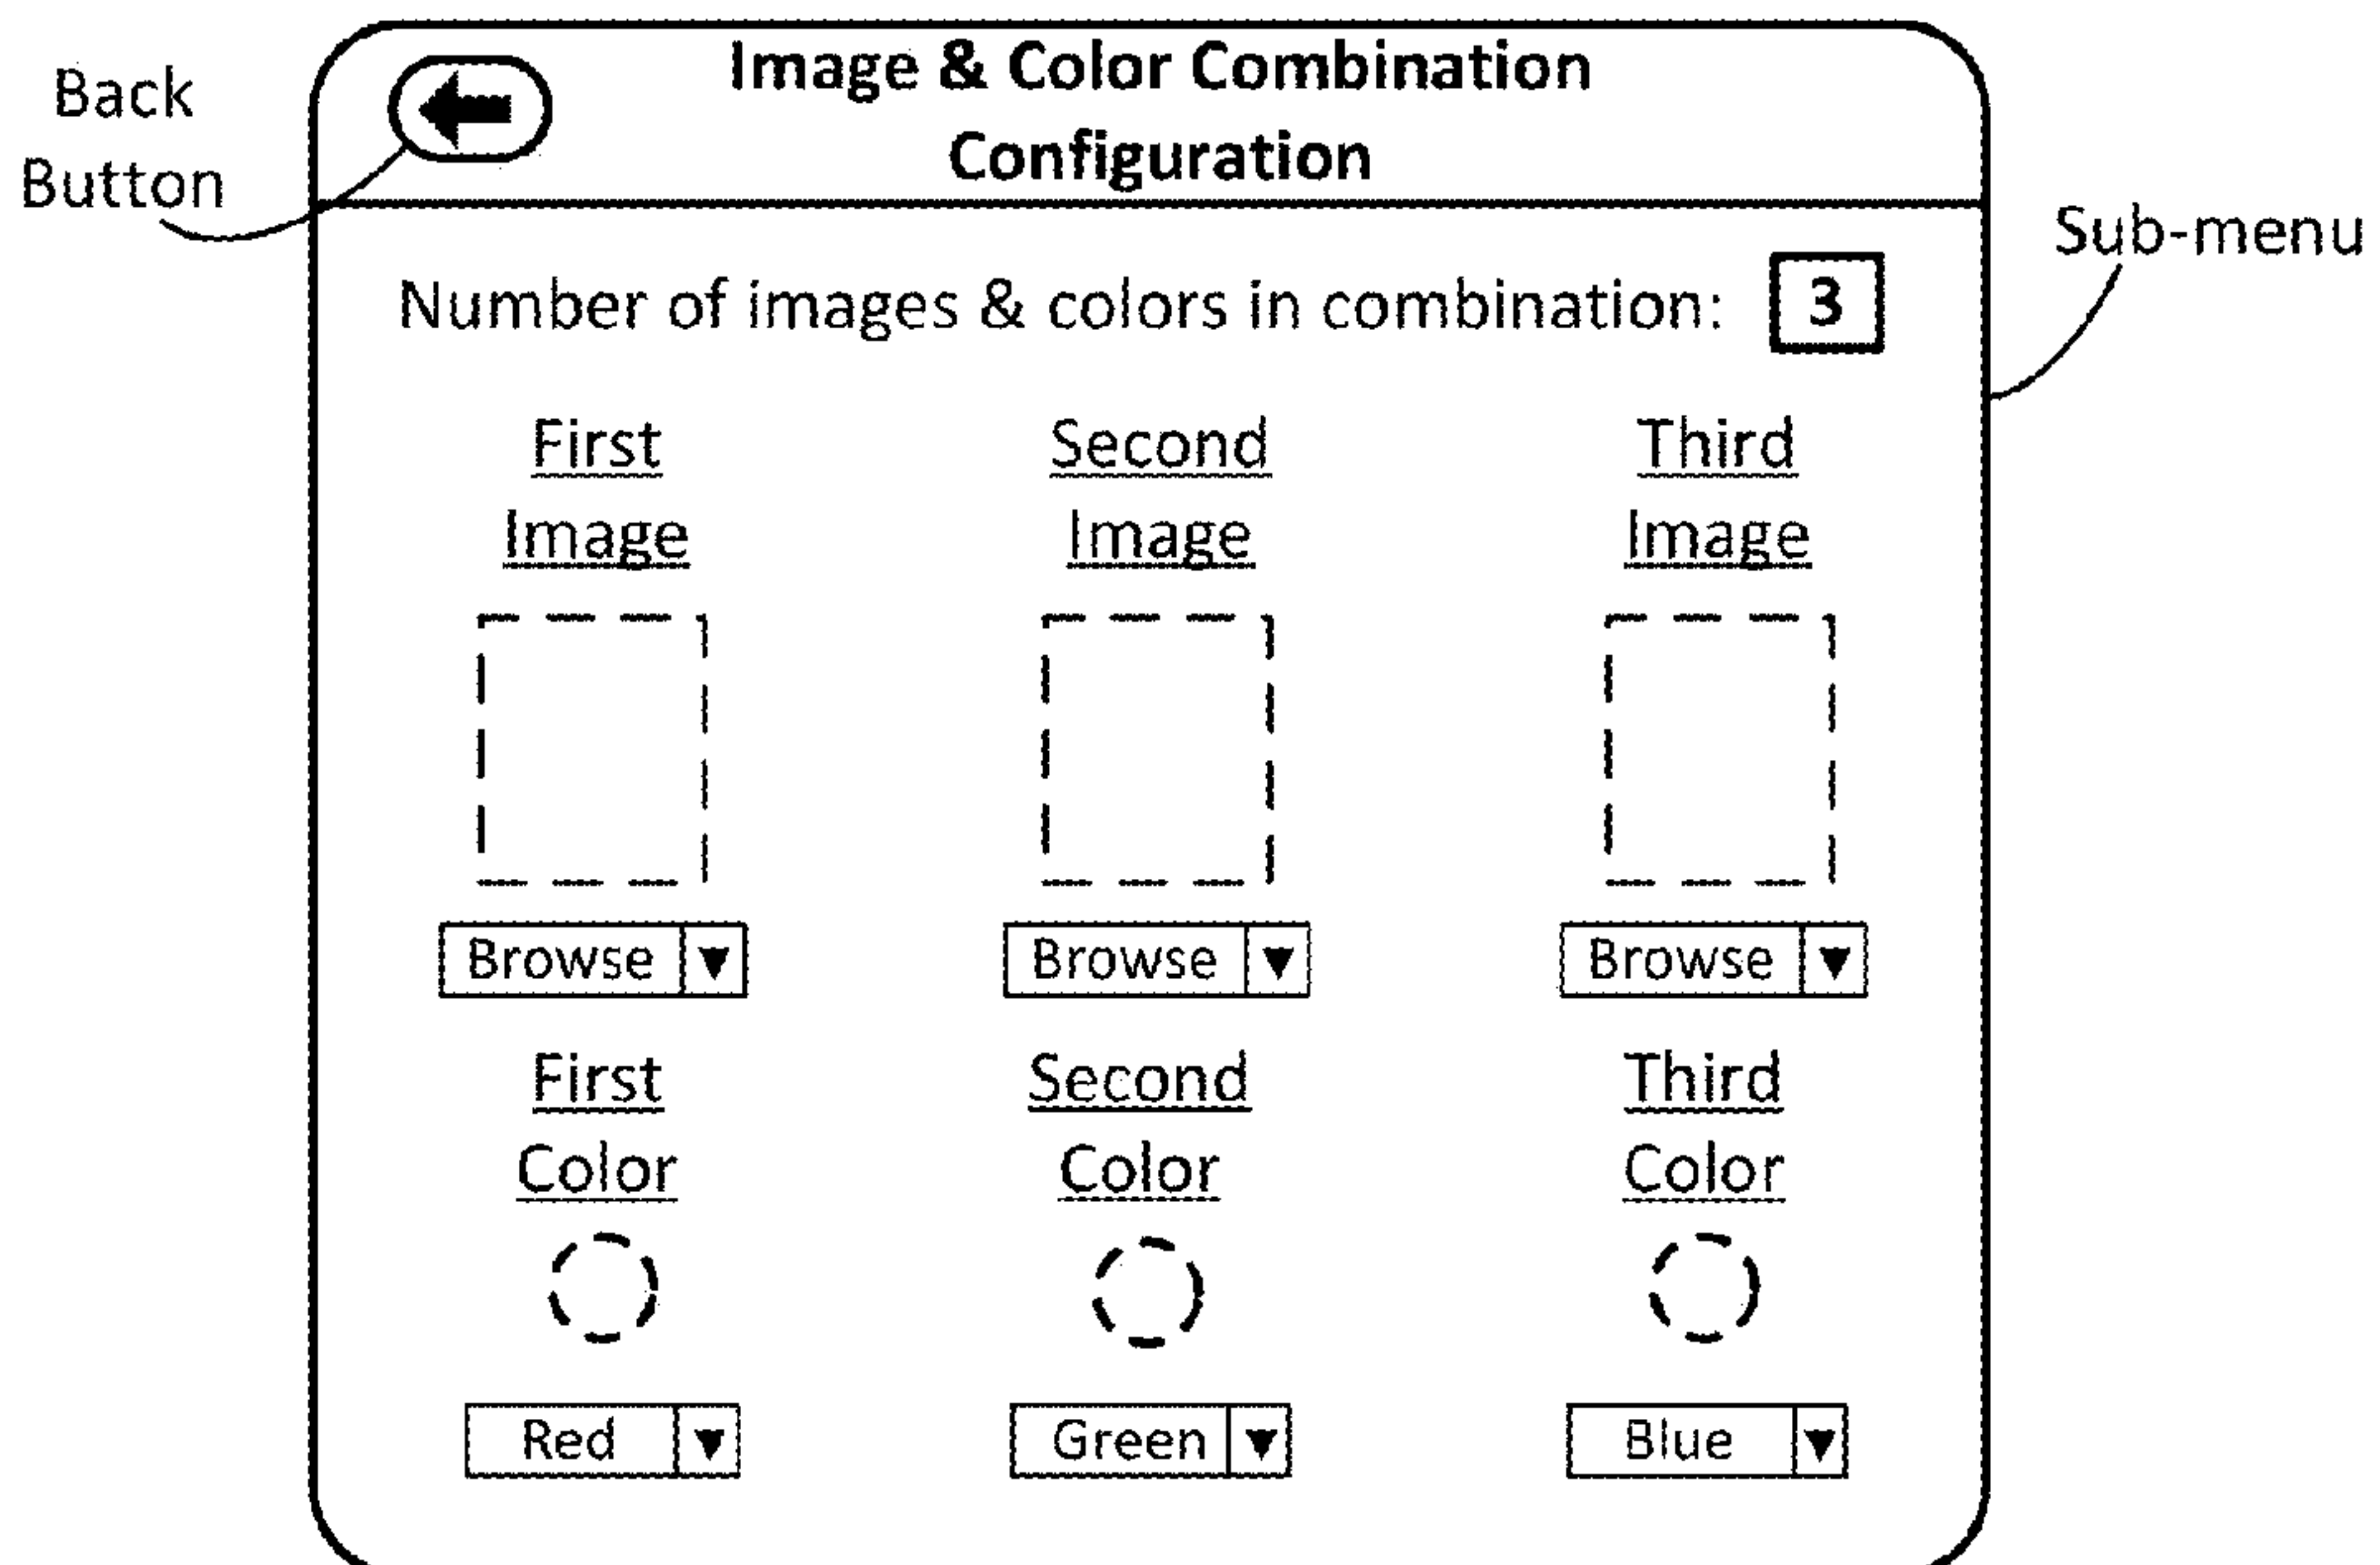 Back
Button
Image & Color Combination
Configuration
Sub-menu
Number of images & colors in combination: 3
First Second Third
Image Image Image
Browse Browse Browse
First Second Third
Color Color Color
Red Green Blue